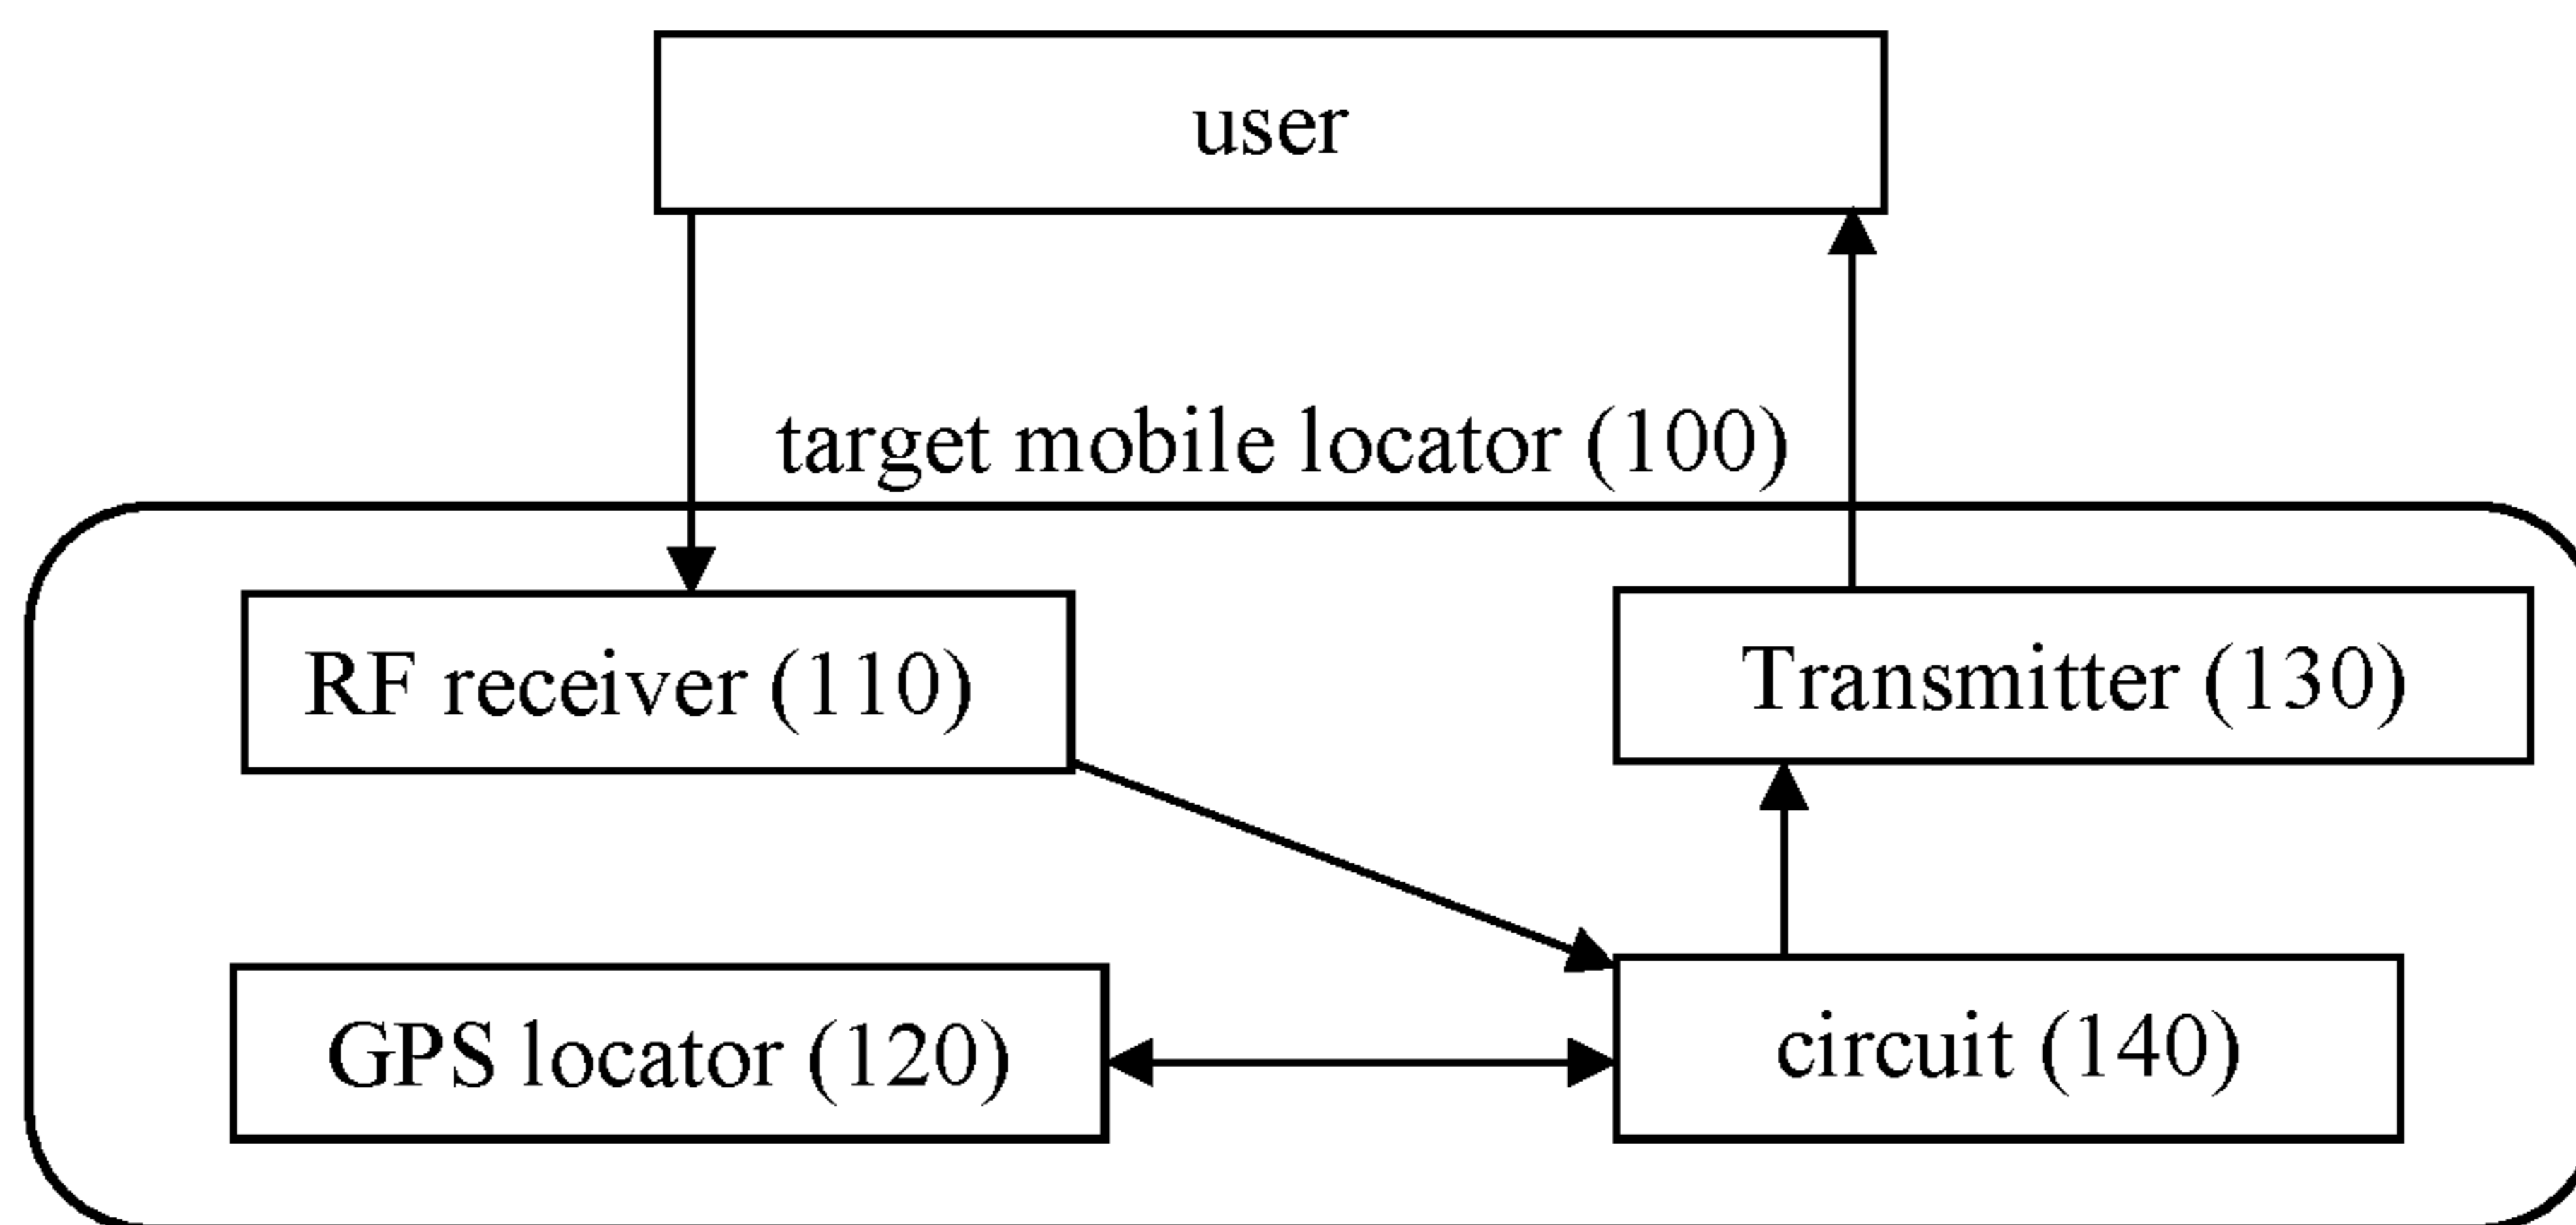 user
target mobile locator (100)
RF receiver (110)
Transmitter (130)
GPS locator (120)
circuit (140)